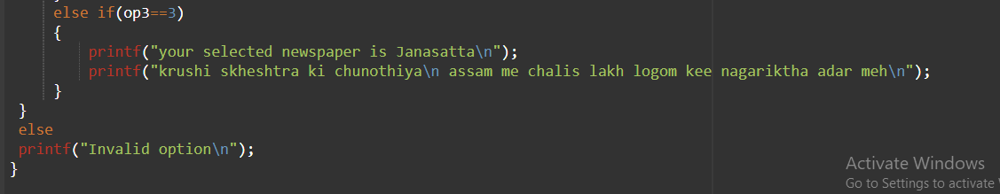 else if(op3==3)
{
printf("your selected newspaper is Janasatta\n");
printf("krushi skheshtra ki chunothiya\n assam me chalis lakh logom kee nagariktha adar meh\n");
}
}
else
printf("Invalid option\n");
}
Activate Windows
Go to Settings to activate